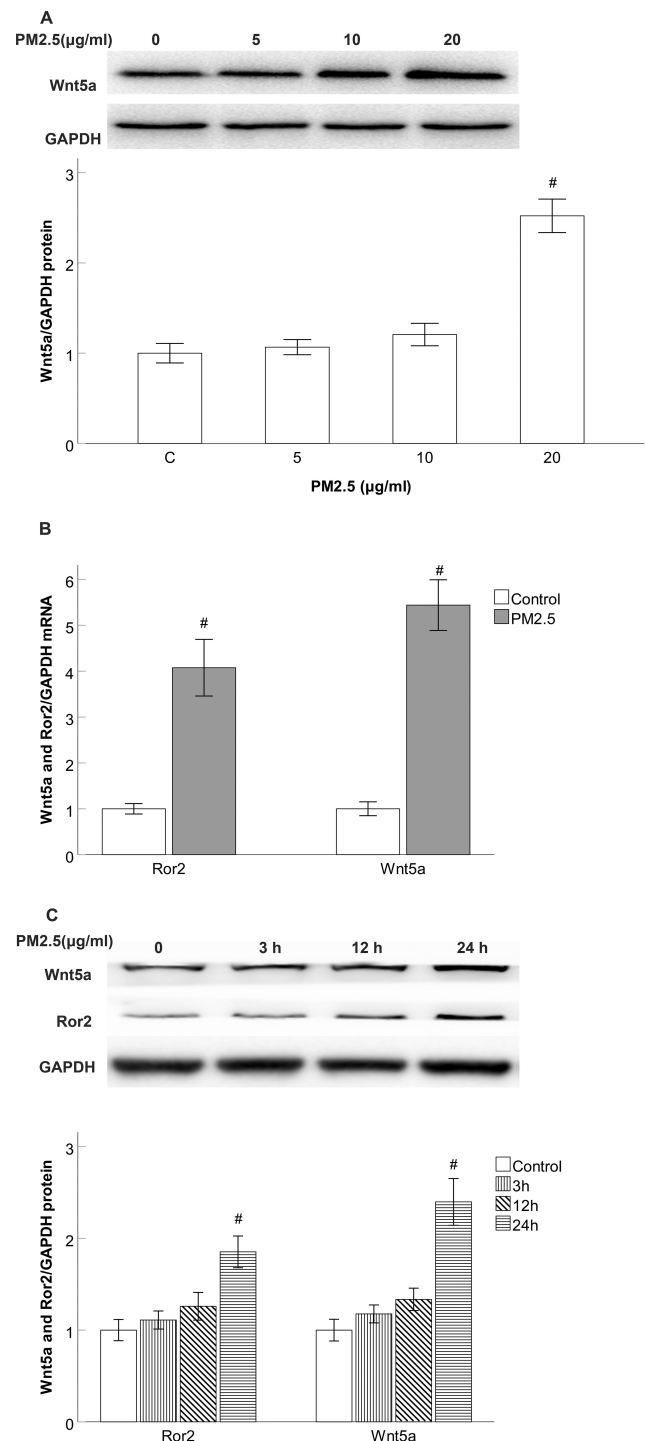 A
PM2.5(µg/ml) 0 5 10 20
Wnt5a
GAPDH
3
#
2
1
0
Wnt5a/GAPDH protein
C 5 10 20
PM2.5 (µg/ml)
B
6
5
4
3
2
1
0
Wnt5a and Ror2/GAPDH mRNA
#
#
Control
PM2.5
Ror2 Wnt5a
C
PM2.5(µg/ml) 0 3 h 12 h 24 h
Wnt5a
Ror2
GAPDH
3
2
1
0
Wnt5a and Ror2/GAPDH protein
#
#
Control
3h
12h
24h
Ror2 Wnt5a